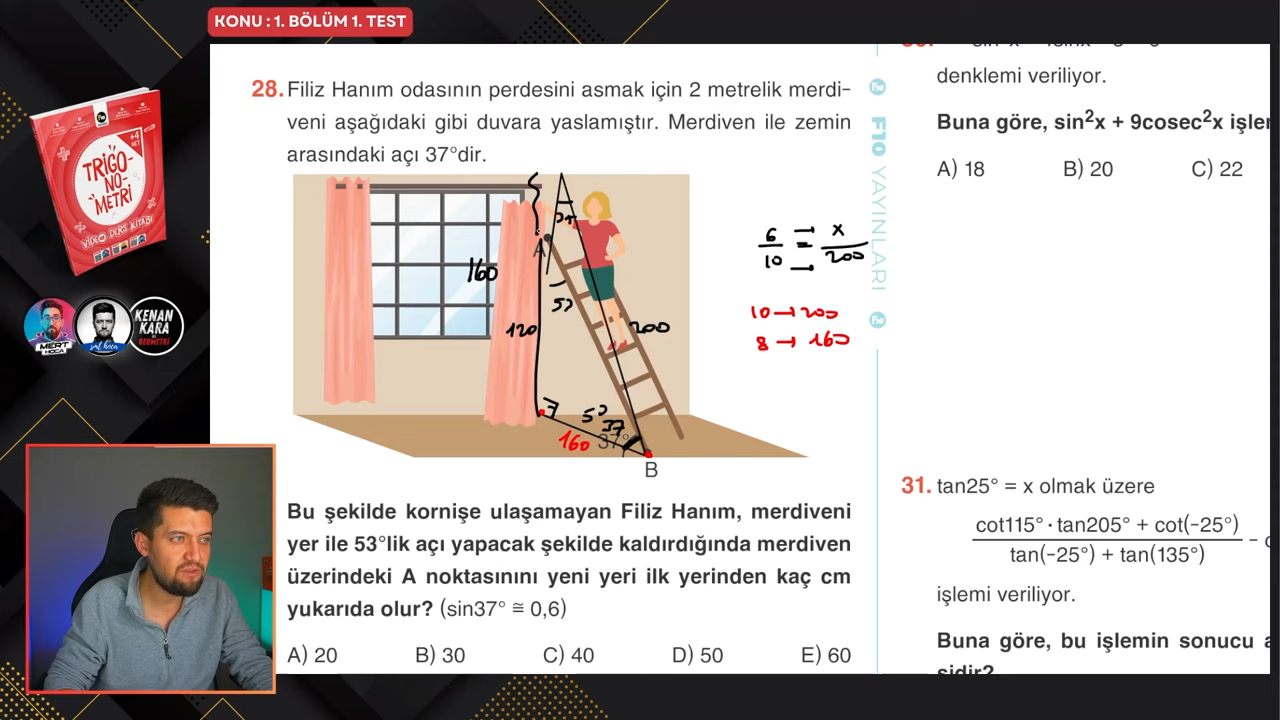 KONU : 1. BÖLÜM 1. TEST
+4 NET
TRİGO-
NO-
METRİ
VİDEO DERS KİTABI
MERT HOCA
KENAN
KARA
28. Filiz Hanım odasının perdesini asmak için 2 metrelik merdi-
veni aşağıdaki gibi duvara yaslamıştır. Merdiven ile zemin
arasındaki açı 37°dir.
A
160
53
120
200
53
37
160
37°
B
6/10 = x/200
10 → 200
8 → 160
Bu şekilde kornişe ulaşamayan Filiz Hanım, merdiveni
yer ile 53°lik açı yapacak şekilde kaldırdığında merdiven
üzerindeki A noktasınını yeni yeri ilk yerinden kaç cm
yukarıda olur? (sin37° ≅ 0,6)
A) 20 B) 30 C) 40 D) 50 E) 60
F10 YAYINLARI
denklemi veriliyor.
Buna göre, sin²x + 9cosec²x işler
A) 18 B) 20 C) 22
31. tan25° = x olmak üzere
cot115° · tan205° + cot(-25°)
tan(-25°) + tan(135°)
işlemi veriliyor.
Buna göre, bu işlemin sonucu a
sidir?